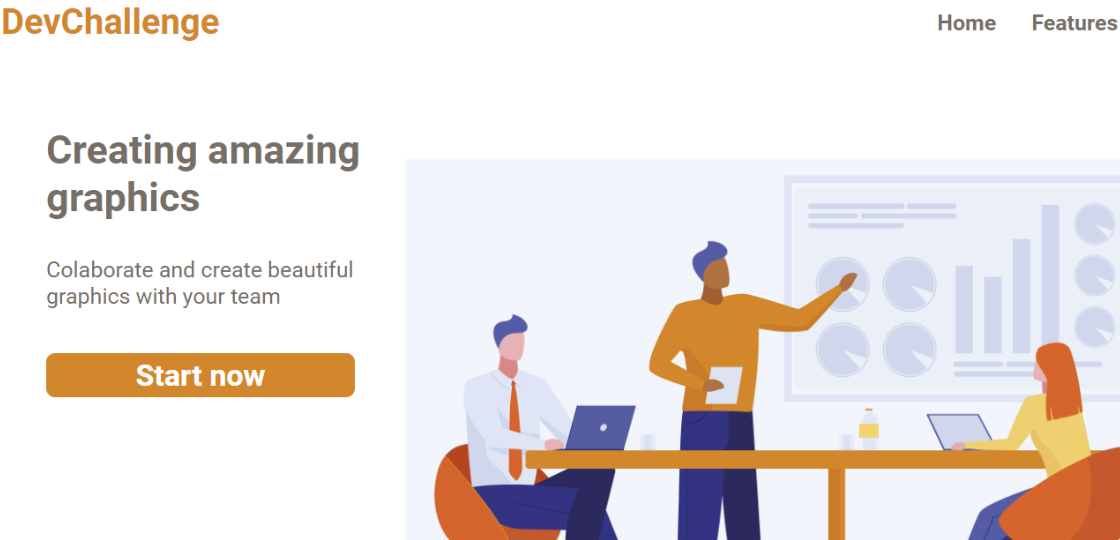 DevChallenge
Home Features
Creating amazing
graphics
Colaborate and create beautiful
graphics with your team
Start now